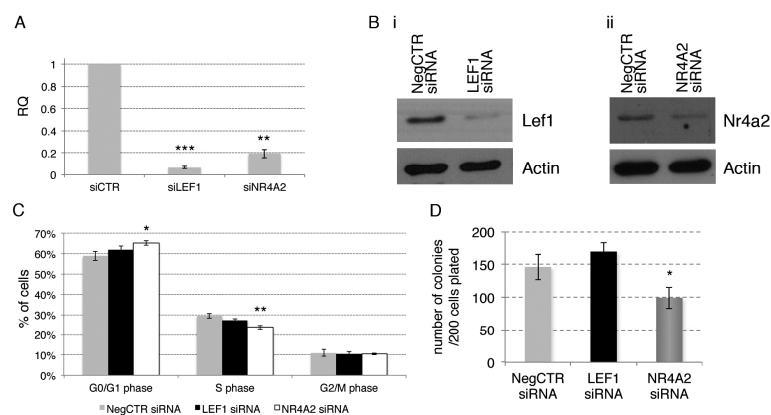 A
RQ
1
0.8
0.6
0.4
0.2
0
***
**
siCTR siLEF1 siNR4A2
B i
NegCTR siRNA
LEF1 siRNA
Lef1
Actin
ii
NegCTR siRNA
NR4A2 siRNA
Nr4a2
Actin
C
% of cells
70%
60%
50%
40%
30%
20%
10%
0%
*
**
G0/G1 phase S phase G2/M phase
NegCTR siRNA LEF1 siRNA NR4A2 siRNA
D
number of colonies
/200 cells plated
200
150
100
50
0
*
NegCTR siRNA
LEF1 siRNA
NR4A2 siRNA